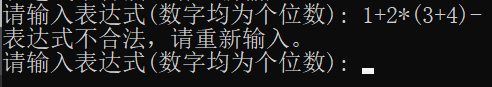 请输入表达式(数字均为个位数): 1+2*(3+4)-
表达式不合法，请重新输入。
请输入表达式(数字均为个位数):